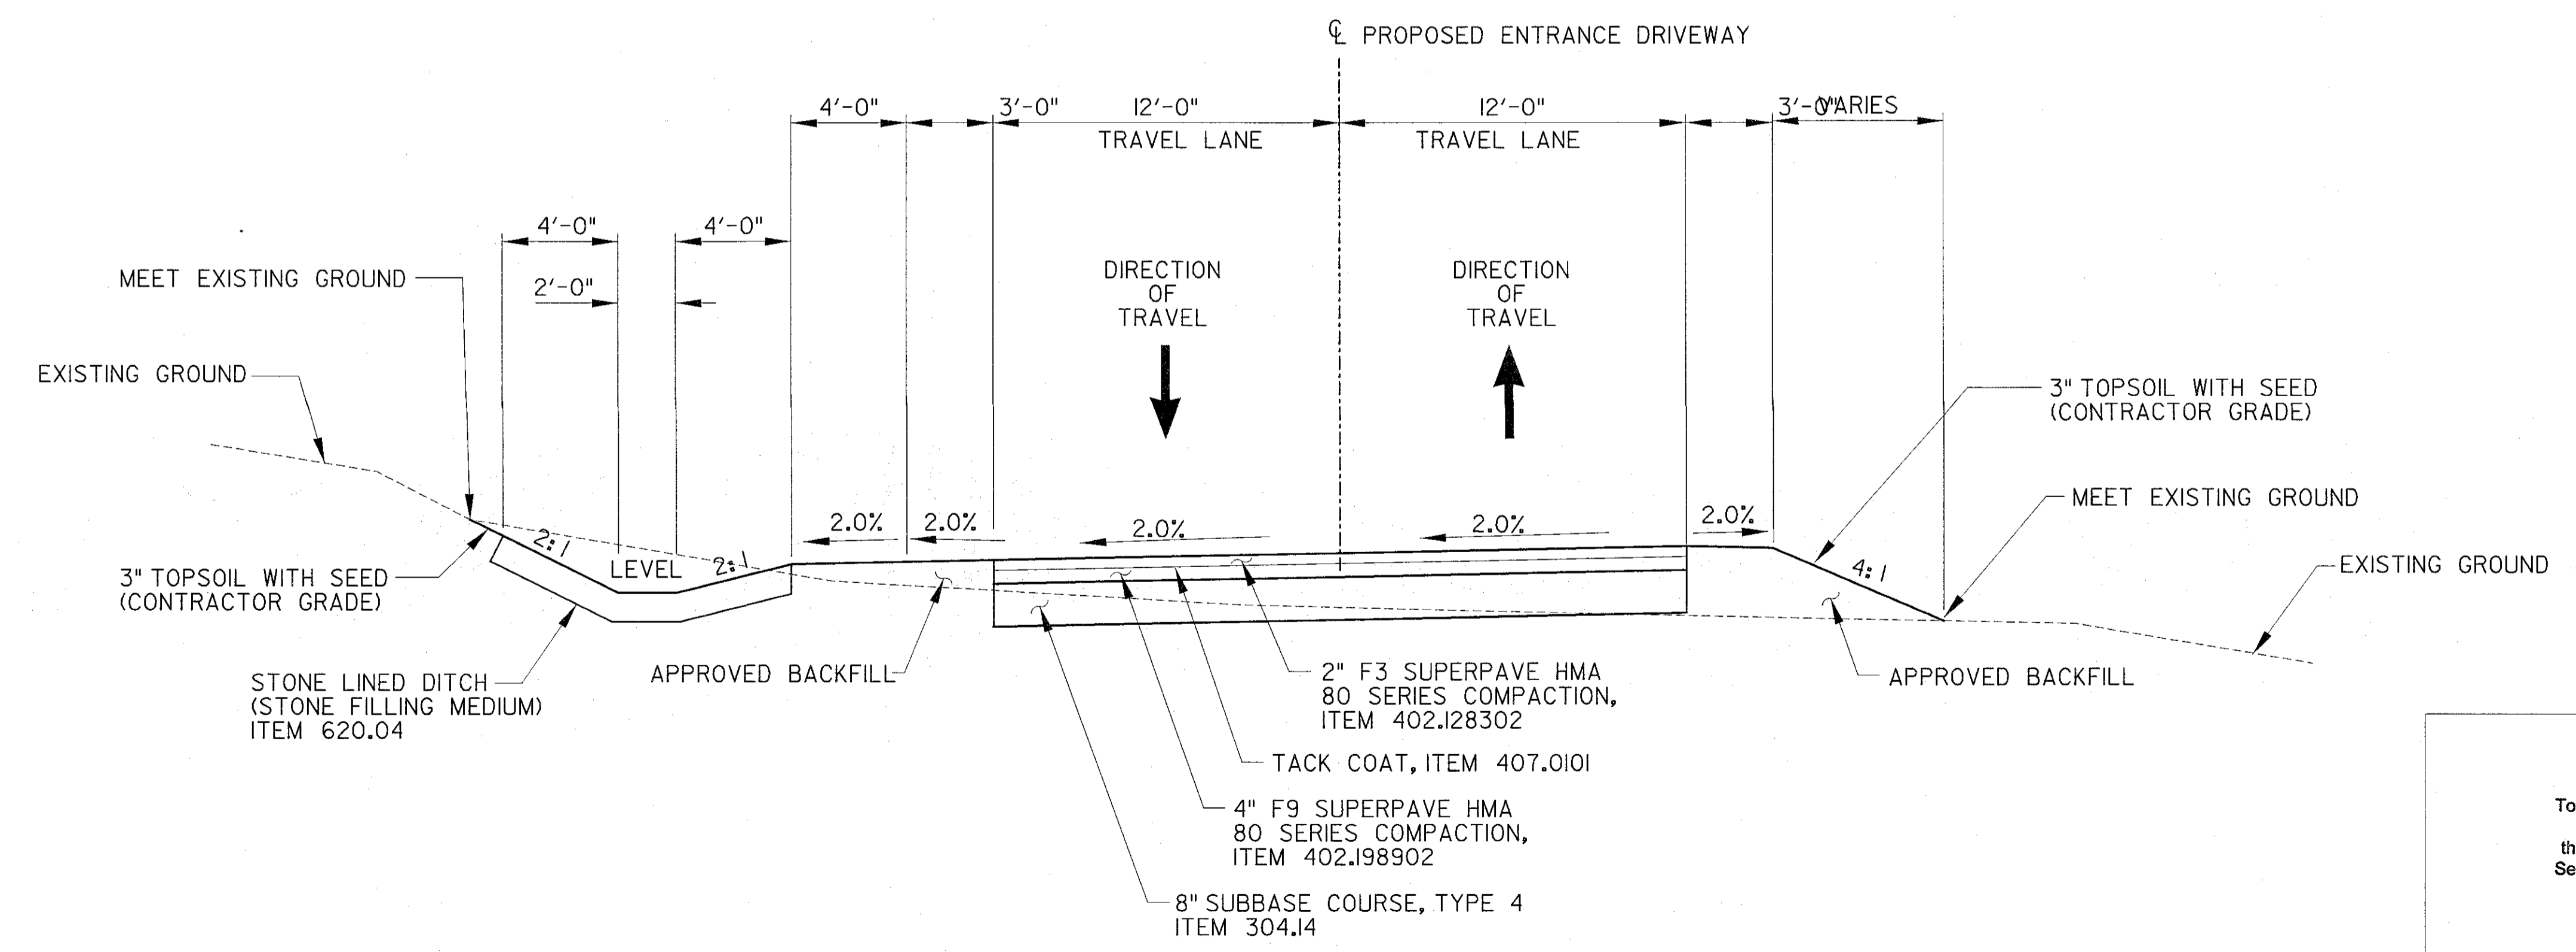 ℄ PROPOSED ENTRANCE DRIVEWAY
4'-0" 3'-0" 12'-0" 12'-0" 3'-0" VARIES
TRAVEL LANE TRAVEL LANE
4'-0" 4'-0"
2'-0"
MEET EXISTING GROUND
EXISTING GROUND
DIRECTION
OF
TRAVEL
DIRECTION
OF
TRAVEL
3" TOPSOIL WITH SEED
(CONTRACTOR GRADE)
MEET EXISTING GROUND
EXISTING GROUND
2.0% 2.0% 2.0% 2.0% 2.0%
2:1 LEVEL 2:1 4:1
3" TOPSOIL WITH SEED
(CONTRACTOR GRADE)
STONE LINED DITCH
(STONE FILLING MEDIUM)
ITEM 620.04
APPROVED BACKFILL
2" F3 SUPERPAVE HMA
80 SERIES COMPACTION,
ITEM 402.128302
APPROVED BACKFILL
TACK COAT, ITEM 407.0101
4" F9 SUPERPAVE HMA
80 SERIES COMPACTION,
ITEM 402.198902
8" SUBBASE COURSE, TYPE 4
ITEM 304.14
To
th
Se